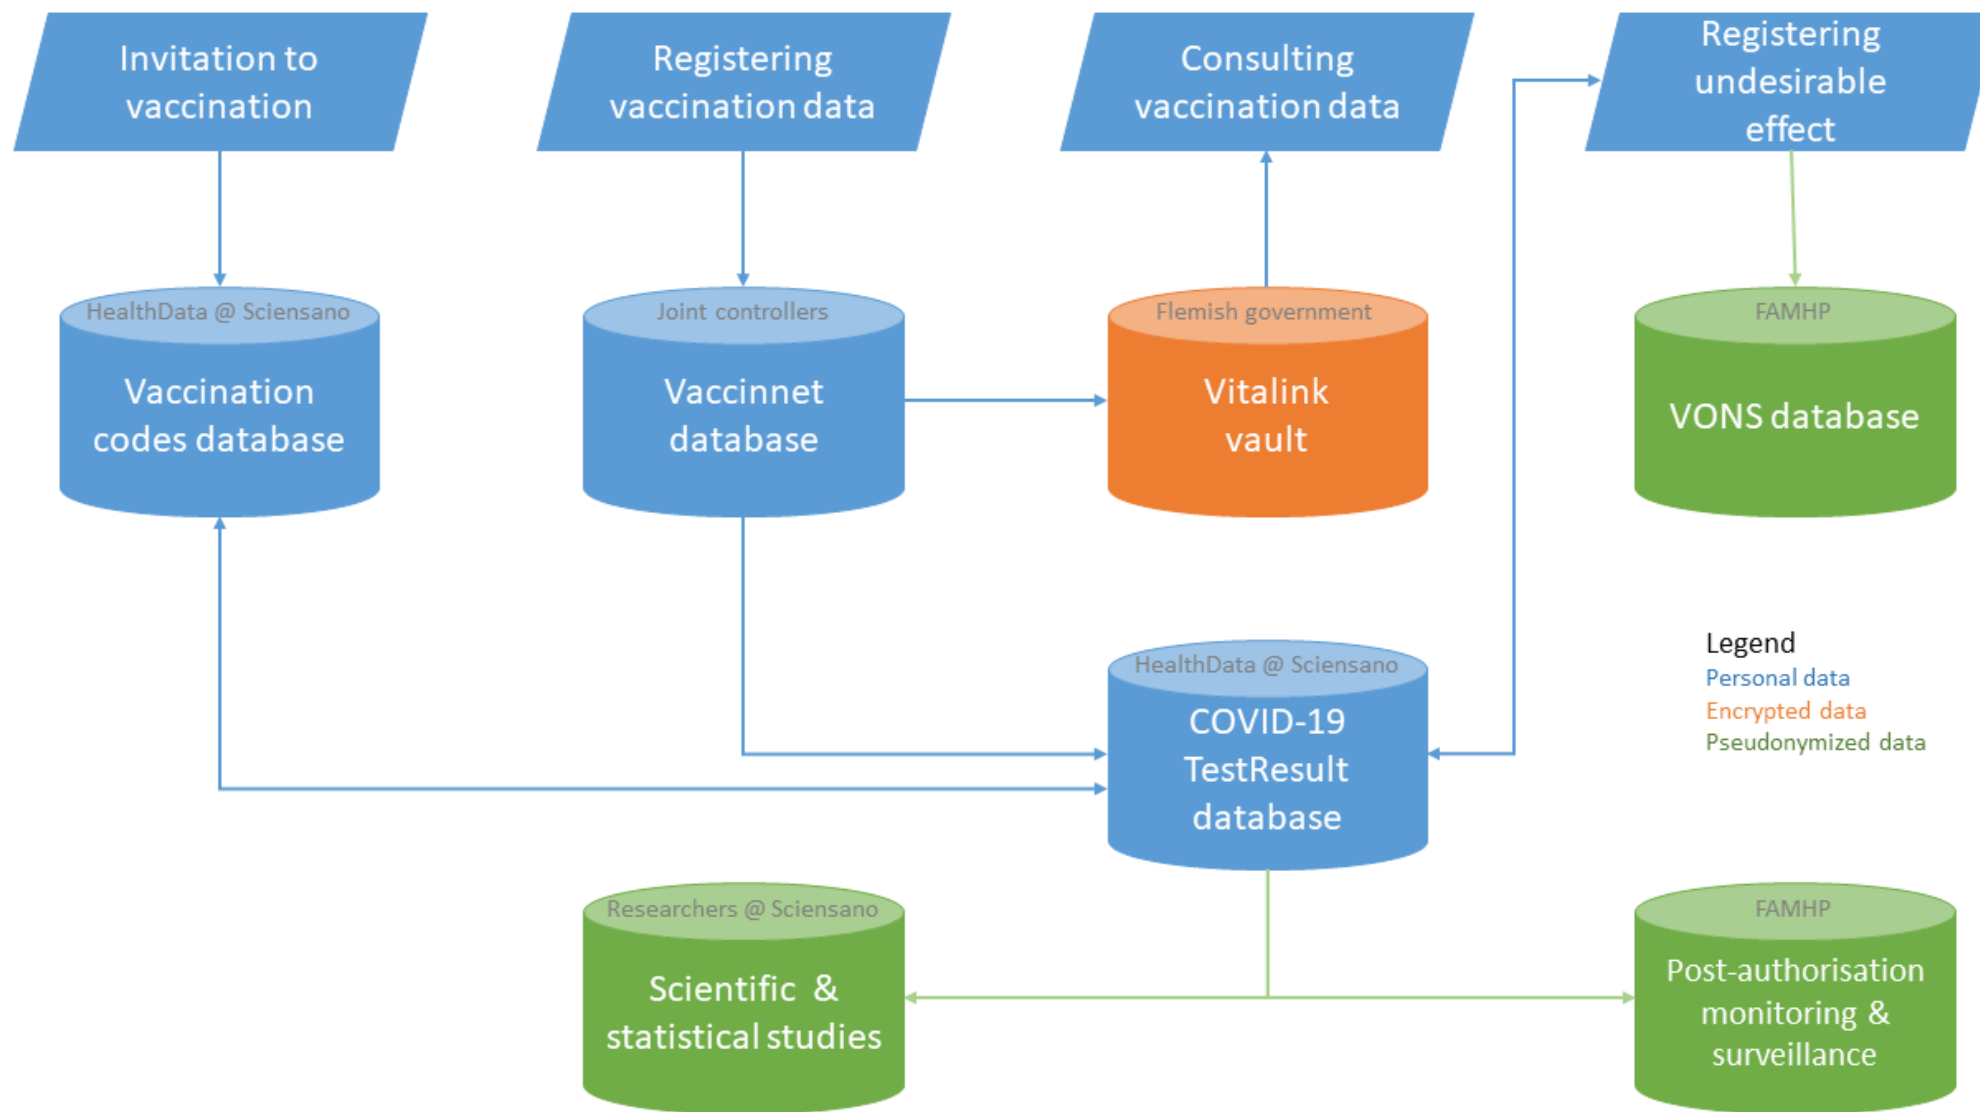 Invitation to
vaccination
Registering
vaccination data
Consulting
vaccination data
Registering
undesirable
effect
HealthData @ Sciensano
Vaccination
codes database
Joint controllers
Vaccinnet
database
Flemish government
Vitalink
vault
FAMHP
VONS database
HealthData @ Sciensano
COVID-19
TestResult
database
Legend
Personal data
Encrypted data
Pseudonymized data
Researchers @ Sciensano
Scientific &
statistical studies
FAMHP
Post-authorisation
monitoring &
surveillance